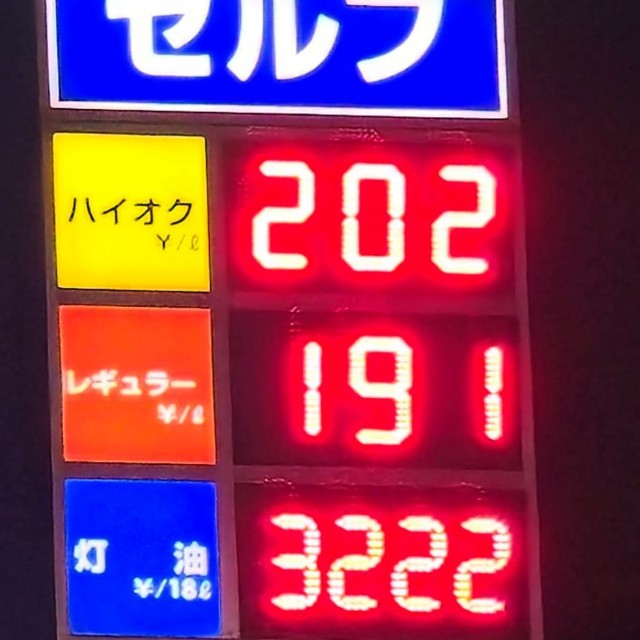 セルフ
ハイオク
¥/ℓ
202
レギュラー
¥/ℓ
191
灯 油
¥/18ℓ
3222